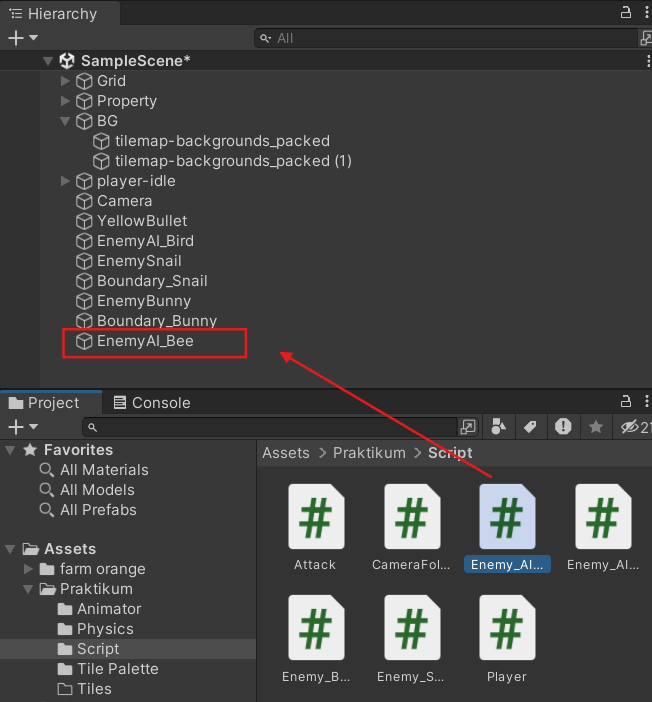 Hierarchy
All
SampleScene*
Grid
Property
BG
tilemap-backgrounds_packed
tilemap-backgrounds_packed (1)
player-idle
Camera
YellowBullet
EnemyAI_Bird
EnemySnail
Boundary_Snail
EnemyBunny
Boundary_Bunny
EnemyAI_Bee
Project
Console
21
Favorites
All Materials
All Models
All Prefabs
Assets
farm orange
Praktikum
Animator
Physics
Script
Tile Palette
Tiles
Assets > Praktikum > Script
Attack
CameraFol...
Enemy_AI...
Enemy_AI...
Enemy_B...
Enemy_S...
Player